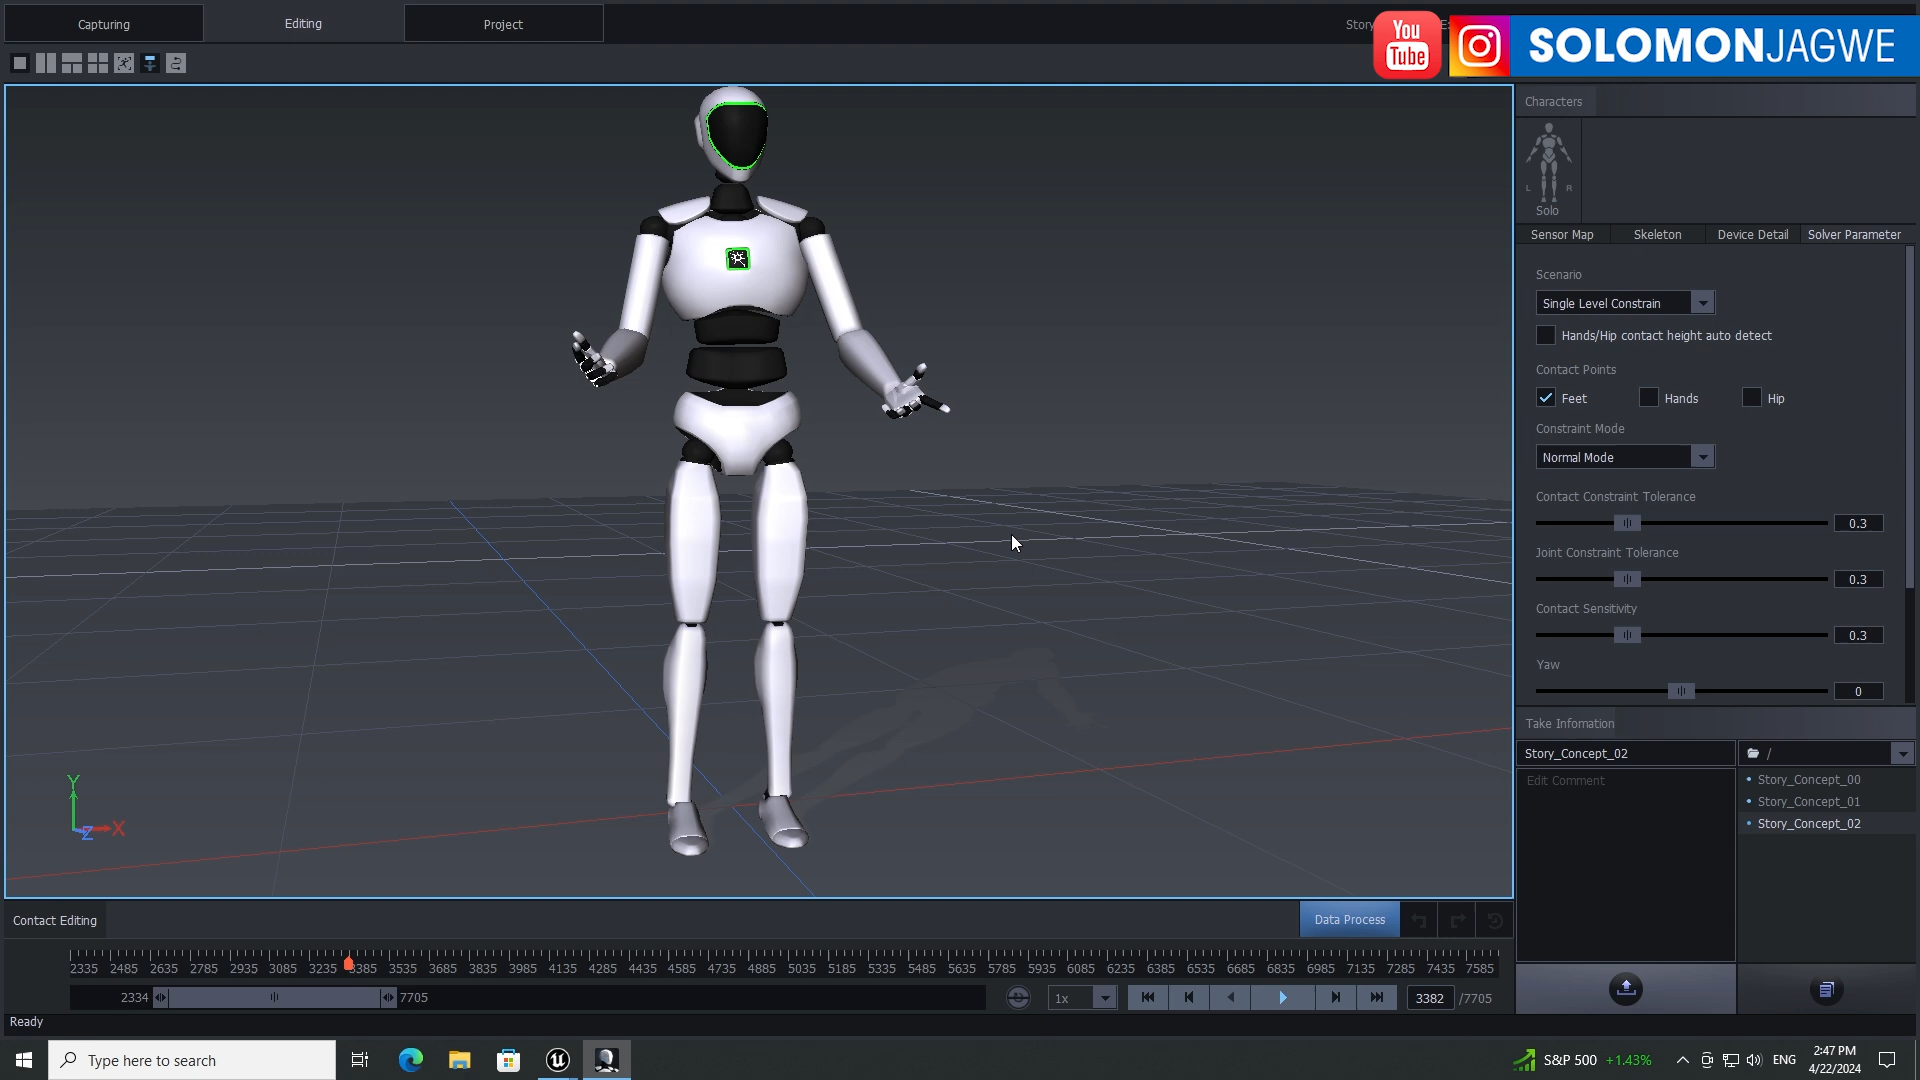 Capturing
Editing
Project
Story
You
Tube
SOLOMONJAGWE
Characters
L
R
Solo
Sensor Map
Skeleton
Device Detail
Solver Parameter
Scenario
Single Level Constrain
Hands/Hip contact height auto detect
Contact Points
Feet
Hands
Hip
Constraint Mode
Normal Mode
Contact Constraint Tolerance
0.3
Joint Constraint Tolerance
0.3
Contact Sensitivity
0.3
Yaw
0
Take Infomation
Story_Concept_02
/
Edit Comment
Story_Concept_00
Story_Concept_01
Story_Concept_02
Y
Z
X
Contact Editing
Data Process
2335 2485 2635 2785 2935 3085 3235 3385 3535 3685 3835 3985 4135 4285 4435 4585 4735 4885 5035 5185 5335 5485 5635 5785 5935 6085 6235 6385 6535 6685 6835 6985 7135 7285 7435 7585
2334
7705
1x
3382
/7705
Ready
Type here to search
S&P 500 +1.43%
ENG
2:47 PM
4/22/2024